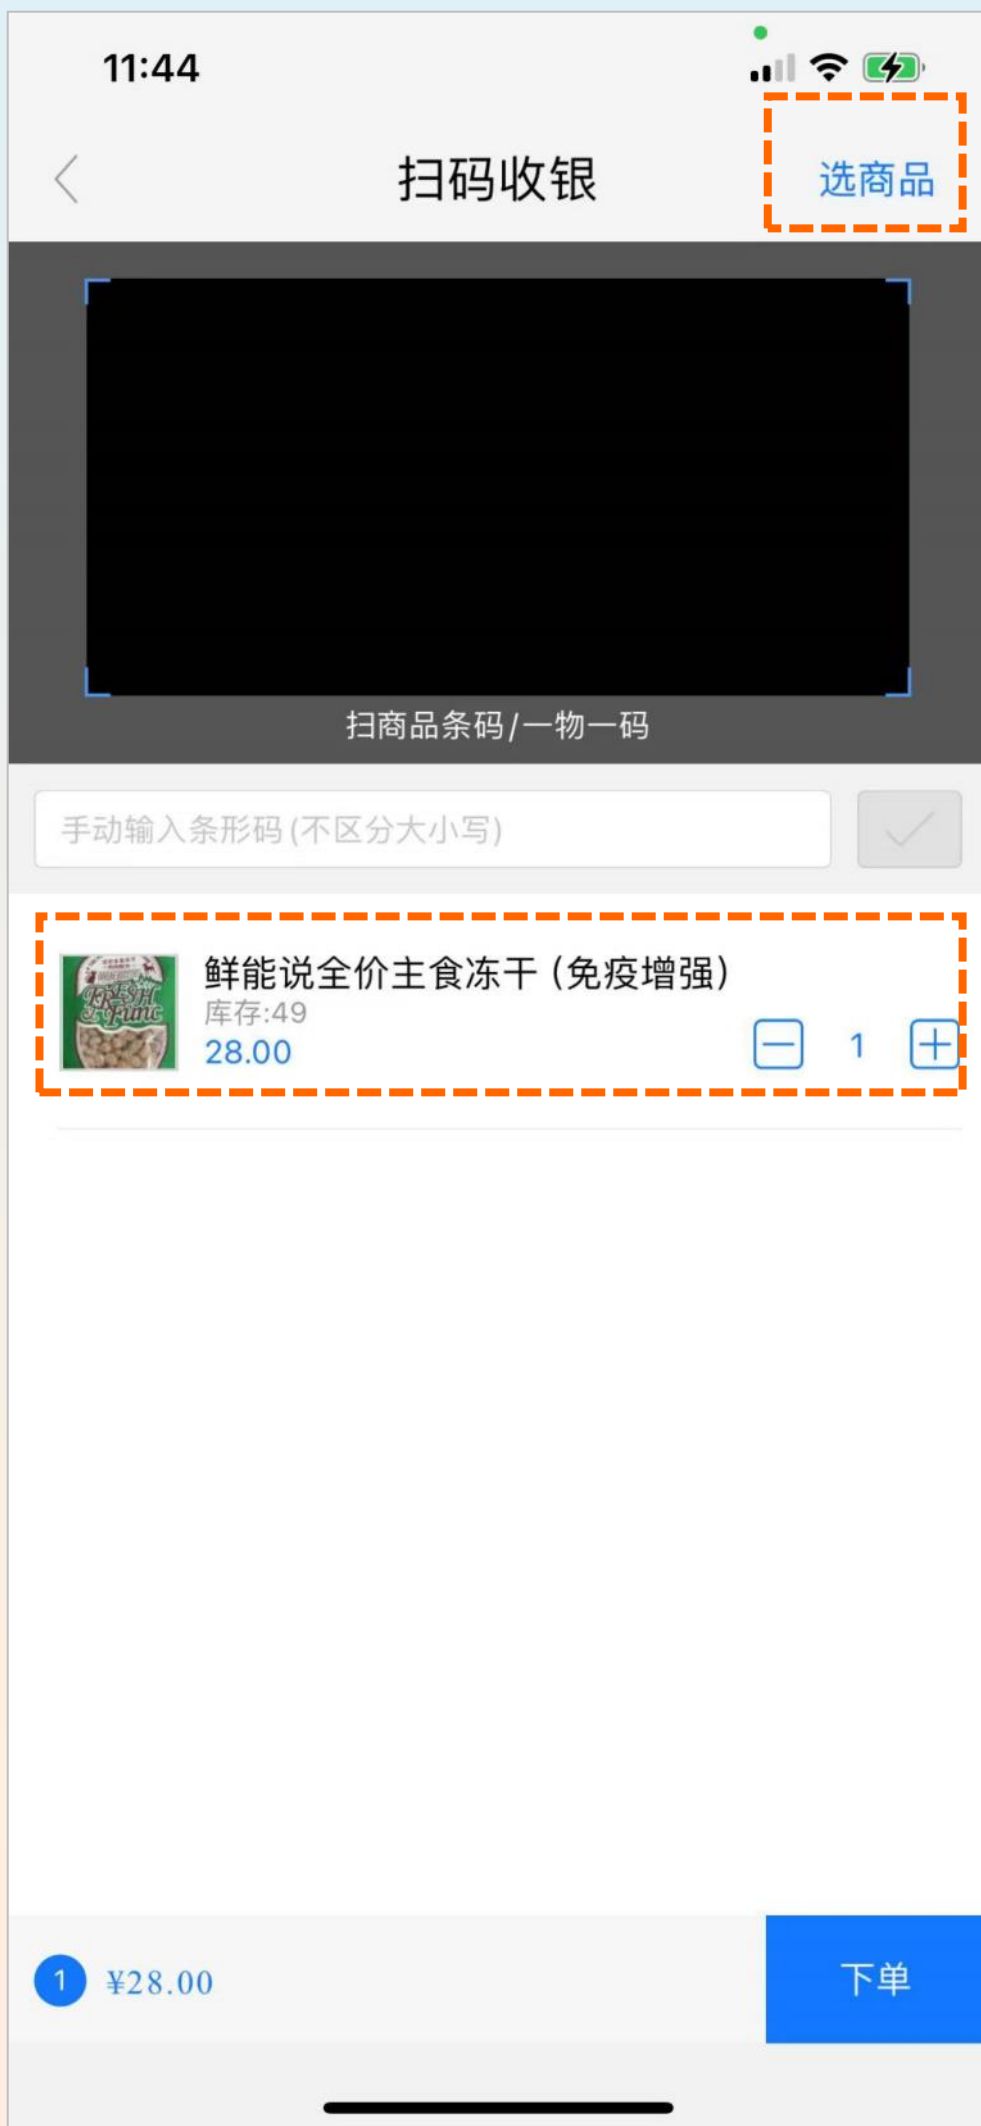 11:44
扫码收银
选商品
扫商品条码/一物一码
手动输入条形码(不区分大小写)
鲜能说全价主食冻干(免疫增强)
FRESH
Func
库存:49
28.00
1
1
¥28.00
下单